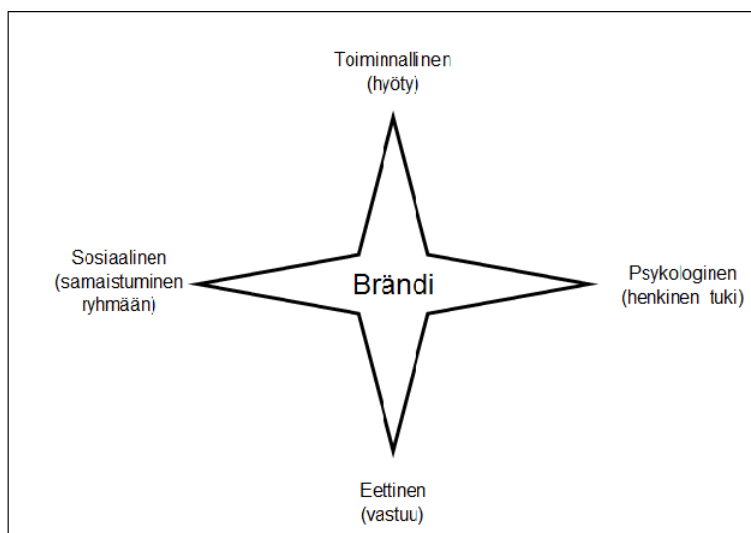 Toiminnallinen
(hyöty)
Sosiaalinen
(samaistuminen
ryhmään)
Brändi
Psykologinen
(henkinen tuki)
Eettinen
(vastuu)